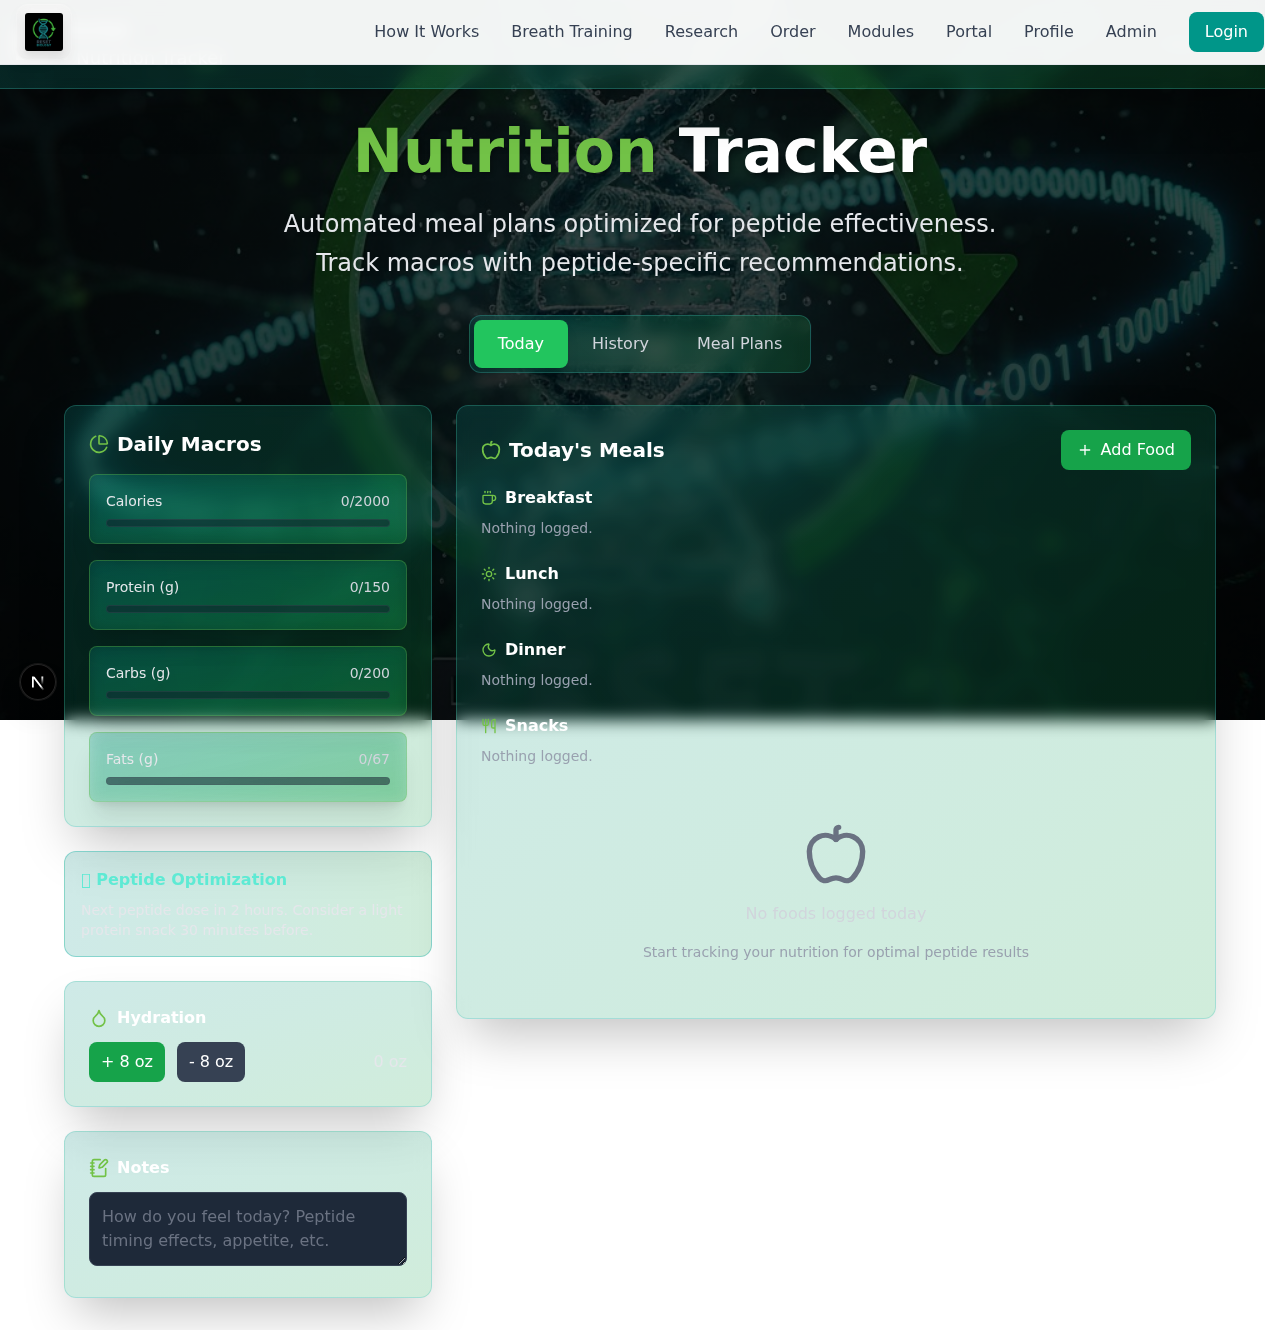 How It Works
Breath Training
Research
Order
Modules
Portal
Profile
Admin
Login
Nutrition Tracker
Automated meal plans optimized for peptide effectiveness.
Track macros with peptide-specific recommendations.
Today
History
Meal Plans
Daily Macros
Calories 0/2000
Protein (g) 0/150
Carbs (g) 0/200
Fats (g) 0/67
Peptide Optimization
Next peptide dose in 2 hours. Consider
protein snack 30 minutes before.
Hydration
+ 8 oz
- 8 oz
0 oz
Notes
How do you feel today? Peptide
timing effects, appetite, etc.
Today's Meals
+ Add Food
Breakfast
Nothing logged.
Lunch
Nothing logged.
Dinner
Nothing logged.
Snacks
Nothing logged.
No foods logged today
Start tracking your nutrition for optimal peptide results